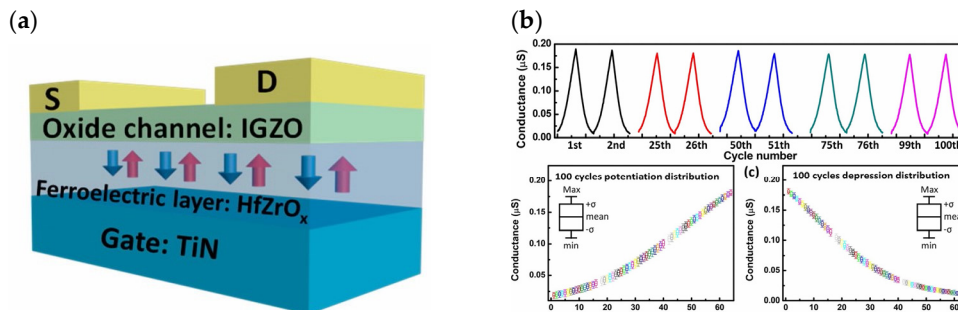 (a)
S
D
Oxide channel: IGZO
Ferroelectric layer: HfZrOx
Gate: TiN
(b)
Conductance (μS)
0.20
0.15
0.10
0.05
0.00
1st 2nd 25th 26th 50th 51th 75th 76th 99th 100th
Cycle number
100 cycles potentiation distribution
Max
+σ
mean
-σ
min
Conductance (μS)
0.20
0.15
0.10
0.05
0 10 20 30 40 50 60
(c)
100 cycles depression distribution
Max
+σ
mean
-σ
min
Conductance (μS)
0.20
0.15
0.10
0.05
0.00
0 10 20 30 40 50 60